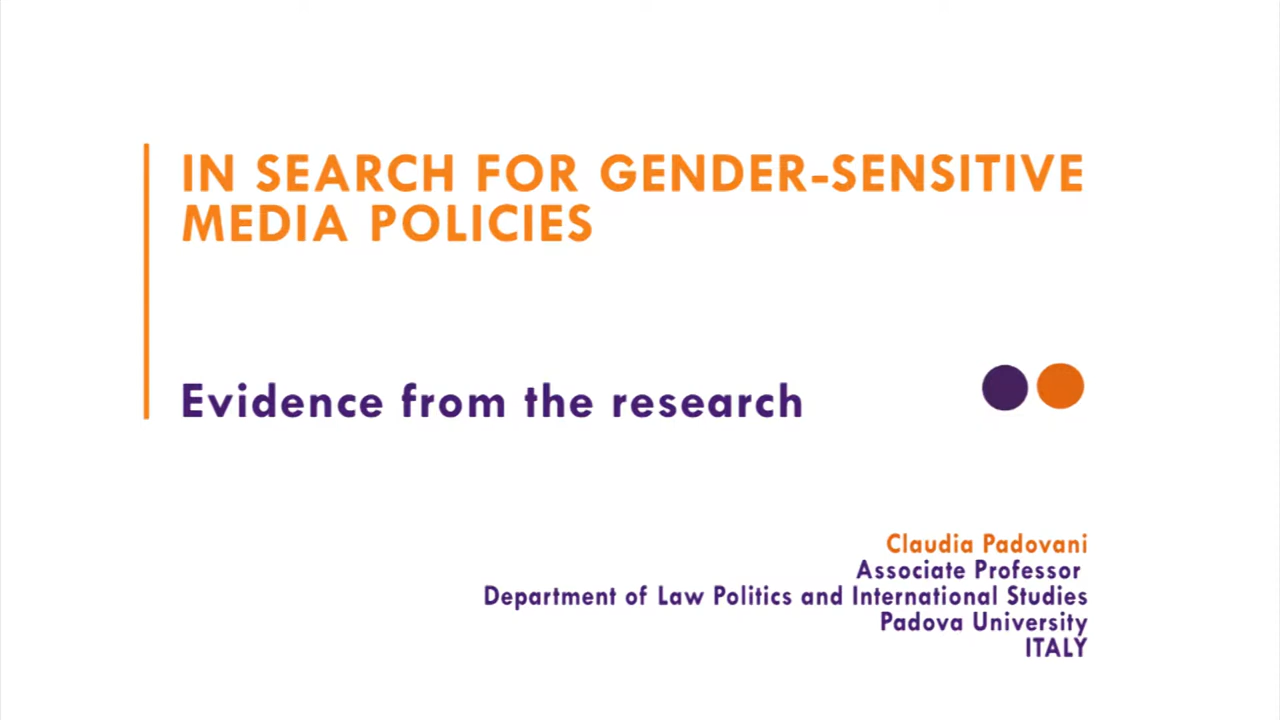 IN SEARCH FOR GENDER-SENSITIVE
MEDIA POLICIES
Evidence from the research
Claudia Padovani
Associate Professor
Department of Law Politics and International Studies
Padova University
ITALY